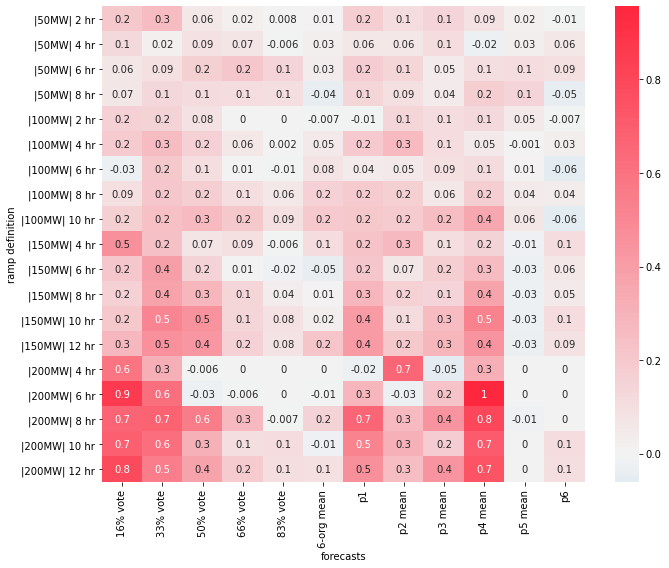 |50MW| 2 hr 0.2 0.3 0.06 0.02 0.008 0.01 0.2 0.1 0.1 0.09 0.02 -0.01
|50MW| 4 hr 0.1 0.02 0.09 0.07 -0.006 0.03 0.06 0.06 0.1 -0.02 0.03 0.06
|50MW| 6 hr 0.06 0.09 0.2 0.2 0.1 0.03 0.2 0.1 0.05 0.1 0.1 0.09
|50MW| 8 hr 0.07 0.1 0.1 0.1 0.1 -0.04 0.1 0.09 0.04 0.2 0.1 -0.05
|100MW| 2 hr 0.2 0.2 0.08 0 0 -0.007 -0.01 0.1 0.1 0.1 0.05 -0.007
|100MW| 4 hr 0.2 0.3 0.2 0.06 0.002 0.05 0.2 0.3 0.1 0.05 -0.001 0.03
|100MW| 6 hr -0.03 0.2 0.1 0.01 -0.01 0.08 0.04 0.05 0.09 0.1 0.01 -0.06
|100MW| 8 hr 0.09 0.2 0.2 0.1 0.06 0.2 0.2 0.2 0.06 0.2 0.04 0.04
|100MW| 10 hr 0.2 0.2 0.3 0.2 0.09 0.2 0.2 0.2 0.2 0.4 0.06 -0.06
|150MW| 4 hr 0.5 0.2 0.07 0.09 -0.006 0.1 0.2 0.3 0.1 0.2 -0.01 0.1
|150MW| 6 hr 0.2 0.4 0.2 0.01 -0.02 -0.05 0.2 0.07 0.2 0.3 -0.03 0.06
|150MW| 8 hr 0.2 0.4 0.3 0.1 0.04 0.01 0.3 0.2 0.1 0.4 -0.03 0.05
|150MW| 10 hr 0.2 0.5 0.5 0.1 0.08 0.02 0.4 0.1 0.3 0.5 -0.03 0.1
|150MW| 12 hr 0.3 0.5 0.4 0.2 0.08 0.2 0.4 0.2 0.3 0.4 -0.03 0.09
|200MW| 4 hr 0.6 0.3 -0.006 0 0 0 -0.02 0.7 -0.05 0.3 0 0
|200MW| 6 hr 0.9 0.6 -0.03 -0.006 0 0.1 0.3 -0.03 0.2 1 0 0
|200MW| 8 hr 0.7 0.7 0.6 0.3 -0.007 0.2 0.7 0.3 0.4 0.8 -0.01 0
|200MW| 10 hr 0.7 0.6 0.3 0.1 0.1 -0.01 0.5 0.3 0.2 0.7 0 0.1
|200MW| 12 hr 0.8 0.5 0.4 0.2 0.1 0.1 0.5 0.3 0.4 0.7 0 0.1
ramp definition
16% vote
33% vote
50% vote
66% vote
83% vote
6-org mean
p1
p2 mean
p3 mean
p4 mean
p5 mean
p6
forecasts
0.8
0.6
0.4
0.2
0.0